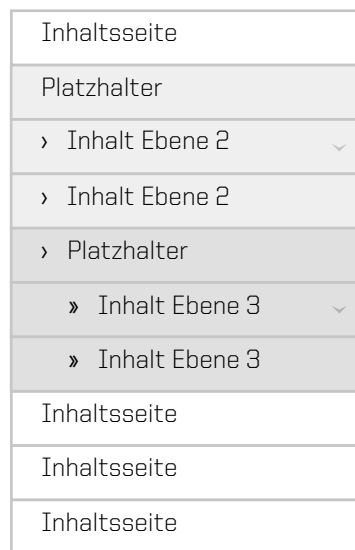 Inhaltsseite
Platzhalter
› Inhalt Ebene 2
› Inhalt Ebene 2
› Platzhalter
» Inhalt Ebene 3
» Inhalt Ebene 3
Inhaltsseite
Inhaltsseite
Inhaltsseite